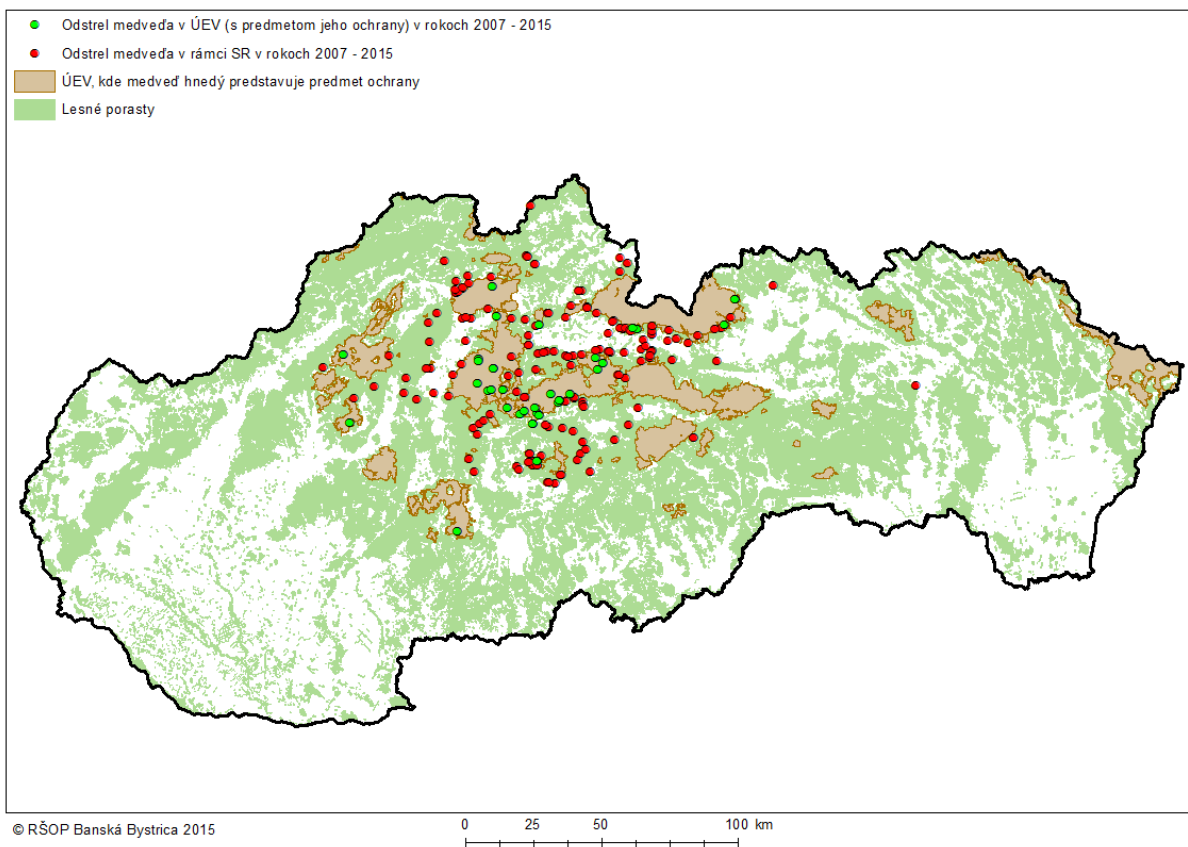 Odstrel medveďa v ÚEV (s predmetom jeho ochrany) v rokoch 2007 - 2015
Odstrel medveďa v rámci SR v rokoch 2007 - 2015
ÚEV, kde medveď hnedý predstavuje predmet ochrany
Lesné porasty
© RŠOP Banská Bystrica 2015
0 25 50 100 km